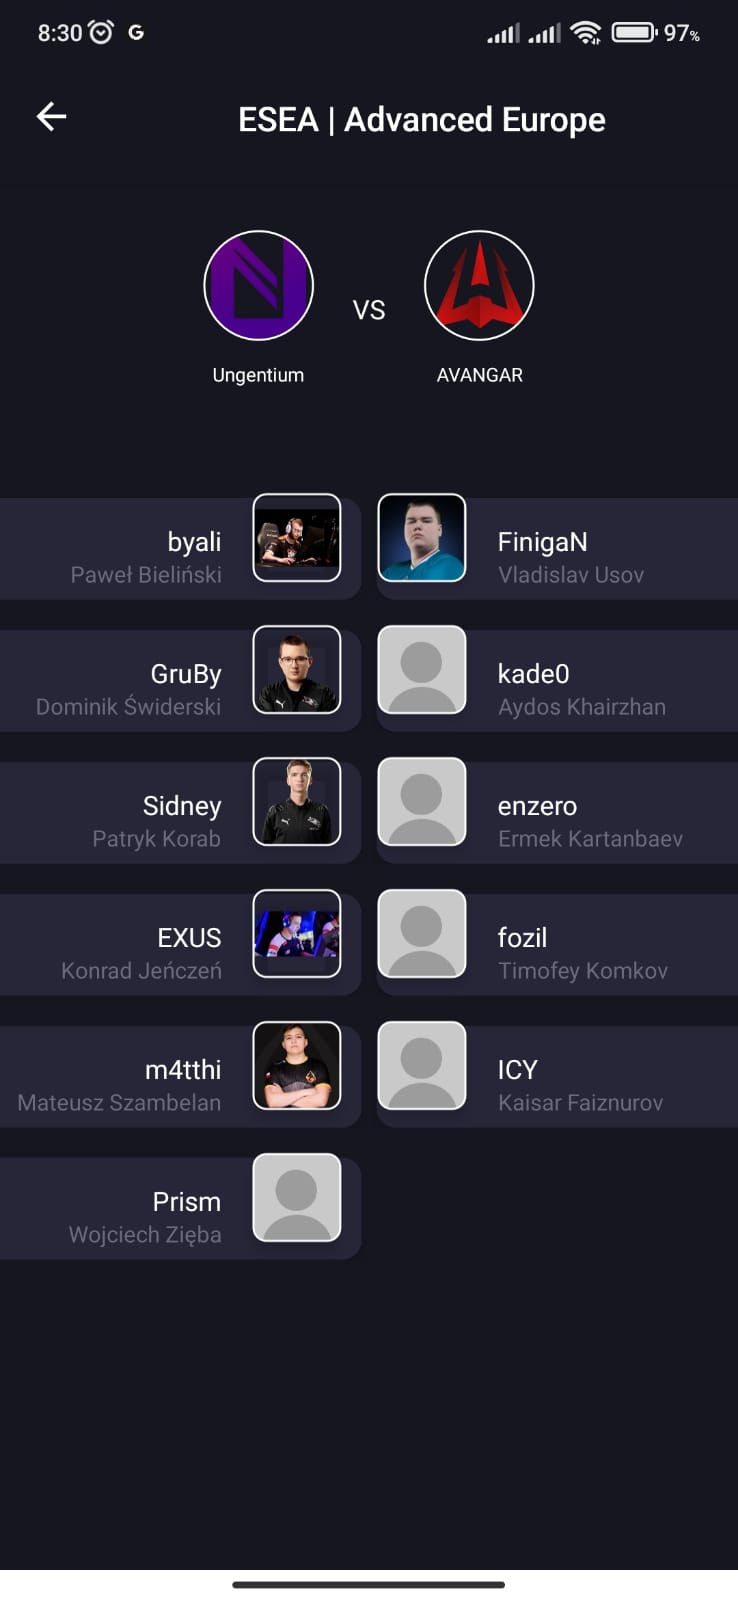 8:30 G 97%
ESEA | Advanced Europe
VS
Ungentium AVANGAR
byali FinigaN
Paweł Bieliński Vladislav Usov
GruBy kade0
Dominik Świderski Aydos Khairzhan
Sidney enzero
Patryk Korab Ermek Kartanbaev
EXUS fozil
Konrad Jeńczeń Timofey Komkov
m4tthi ICY
Mateusz Szambelan Kaisar Faiznurov
Prism
Wojciech Zięba